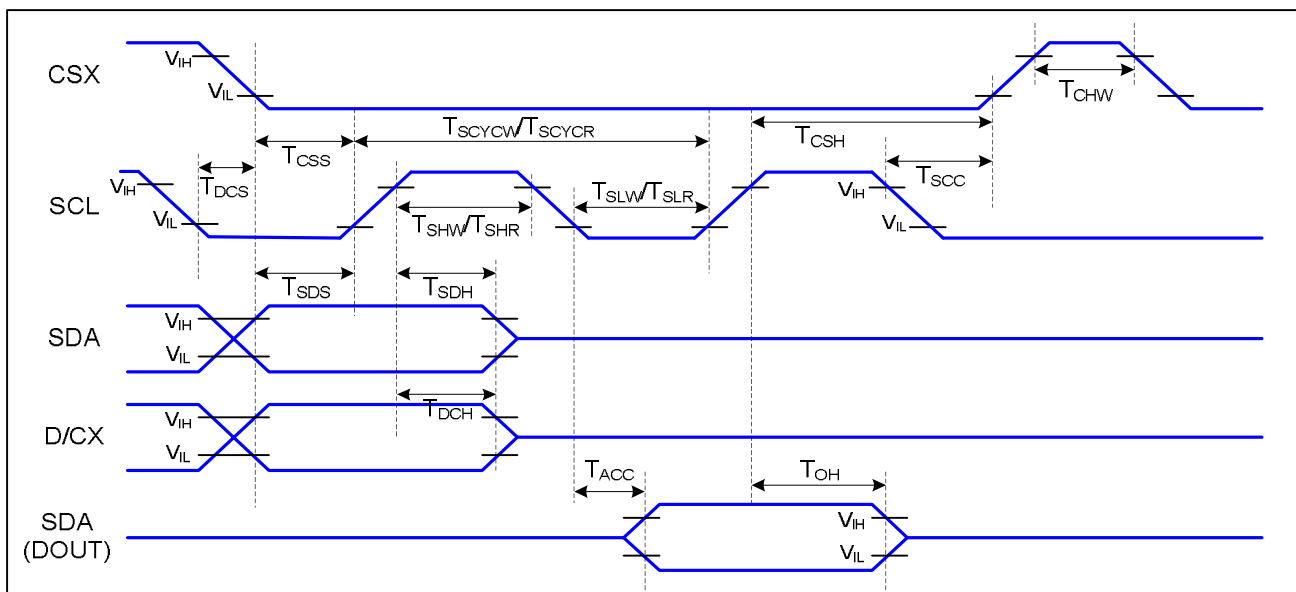 CSX
VIH
VIL
TCHW
TSCYCW/TSCYCR
TCSH
TCSS
TDCS
TSCC
SCL
VIH
VIL
TSLW/TSLR
TSHW/TSHR
VIH
VIL
TSDS
TSDH
SDA
VIH
VIL
TDCH
D/CX
VIH
VIL
TACC
TOH
SDA
(DOUT)
VIH
VIL